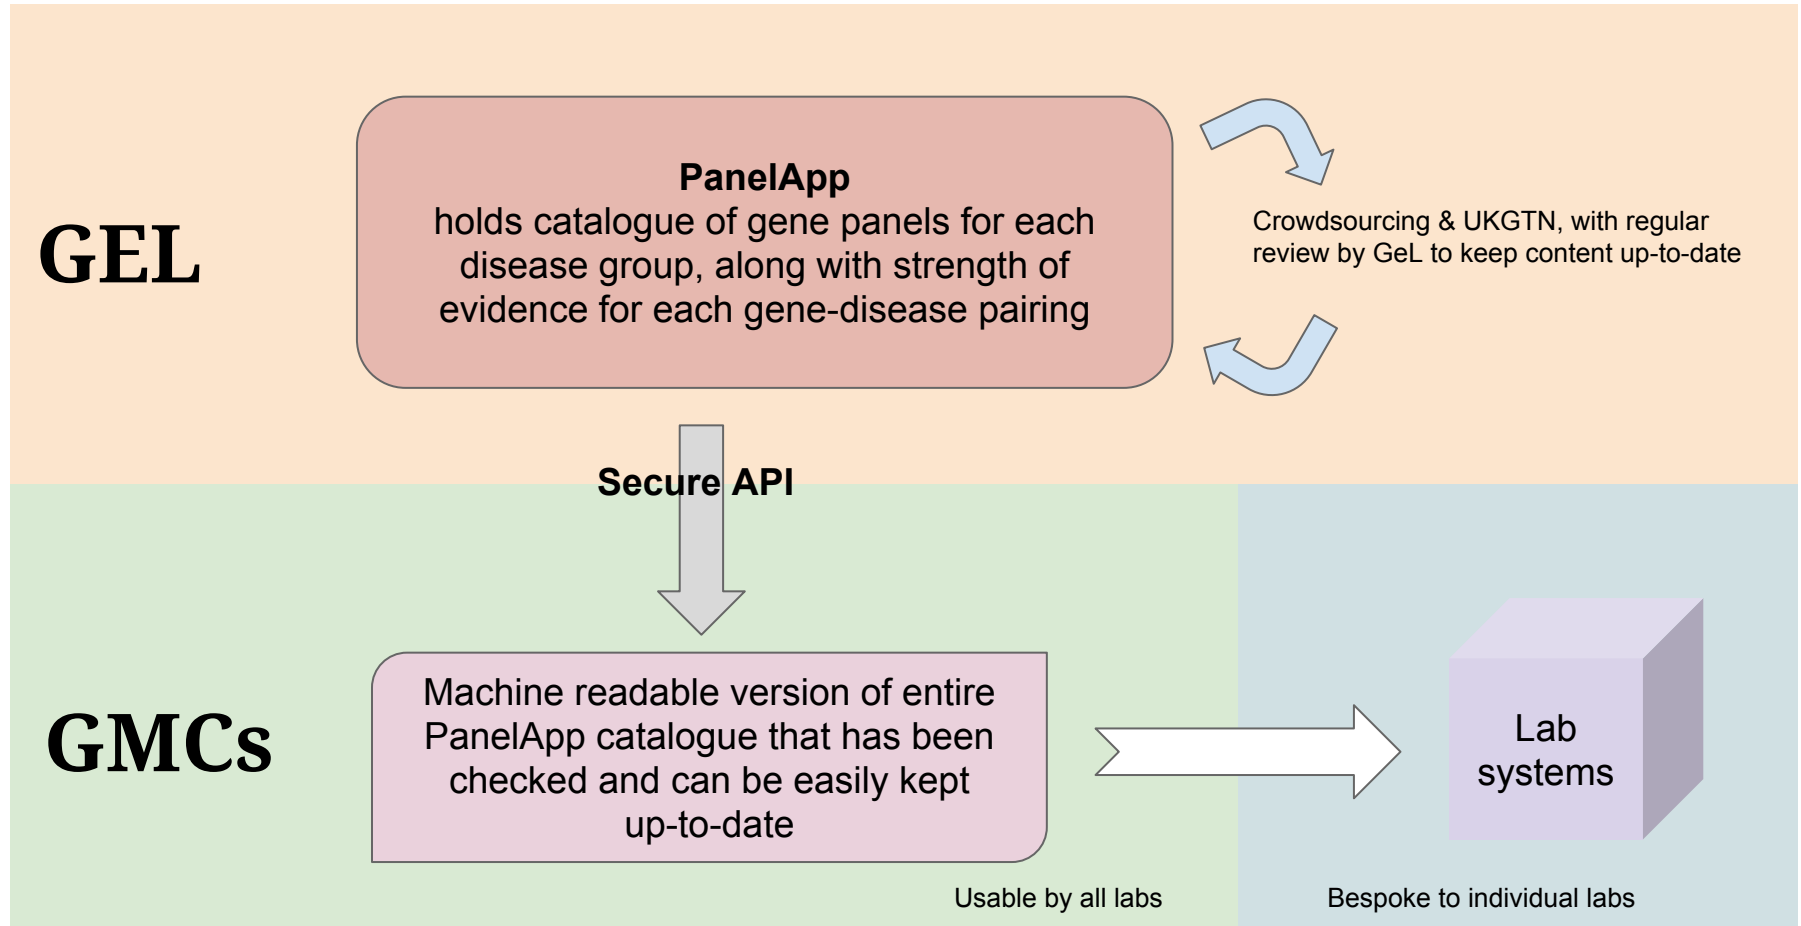 GEL
PanelApp
holds catalogue of gene panels for each
disease group, along with strength of
evidence for each gene-disease pairing
Crowdsourcing & UKGTN, with regular
review by GeL to keep content up-to-date
Secure API
GMCs
Machine readable version of entire
PanelApp catalogue that has been
checked and can be easily kept
up-to-date
Lab
systems
Usable by all labs
Bespoke to individual labs